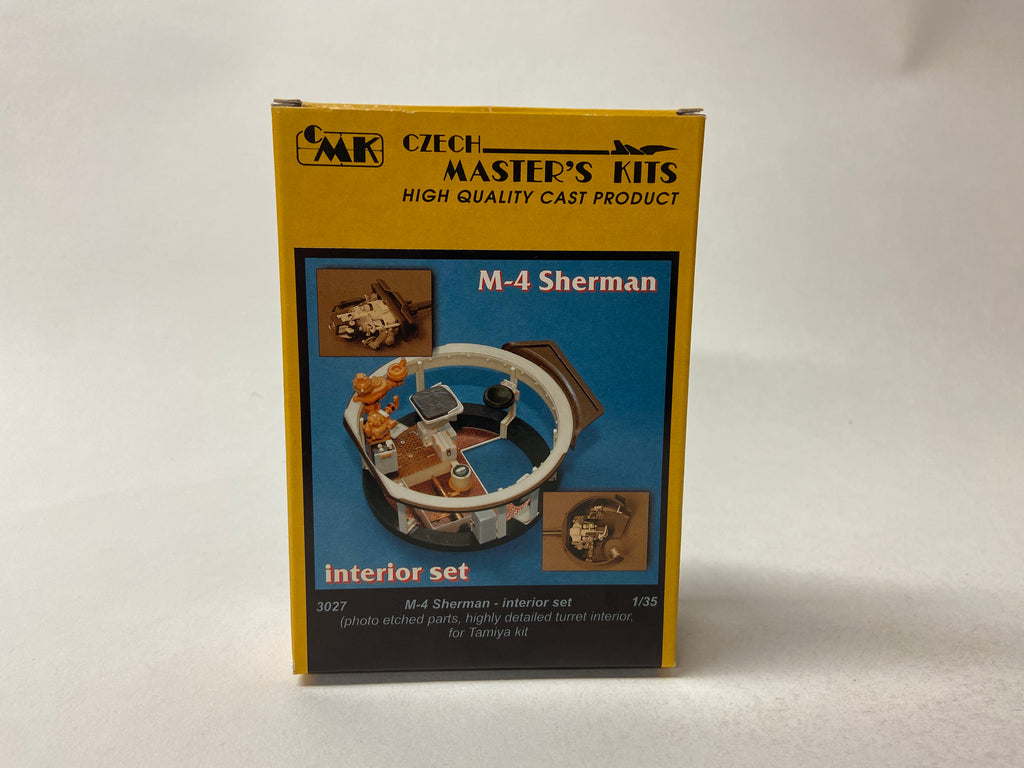 CMK
CZECH
MASTER'S KITS
HIGH QUALITY CAST PRODUCT
M-4 Sherman
interior set
3027 M-4 Sherman - interior set 1/35
(photo etched parts, highly detailed turret interior,
for Tamiya kit